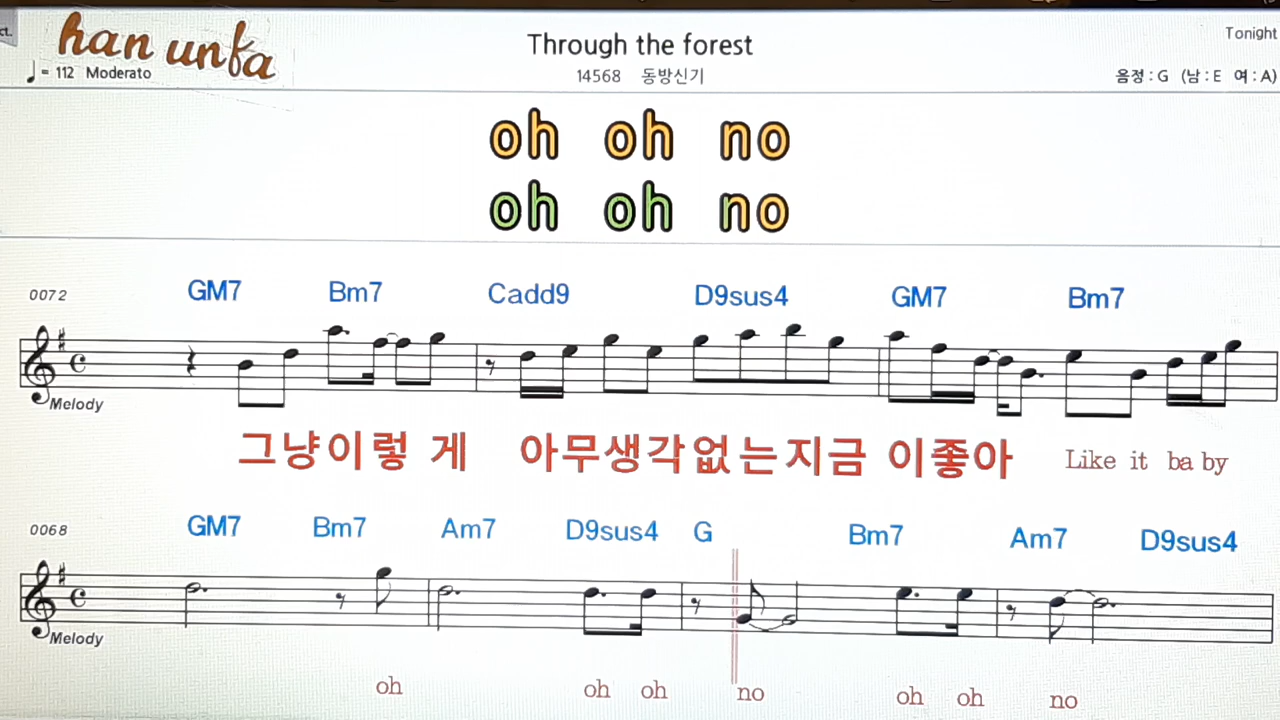 ct.
han unfa
Tonight
Through the forest
♩= 112 Moderato
14568 동방신기
음정 : G (남 : E 여 : A)
oh oh no
oh oh no
0072 GM7 Bm7 Cadd9 D9sus4 GM7 Bm7
Melody
그냥이렇 게 아무생각없는지금 이좋아 Like it ba by
0068 GM7 Bm7 Am7 D9sus4 G Bm7 Am7 D9sus4
Melody
oh oh oh no oh oh no